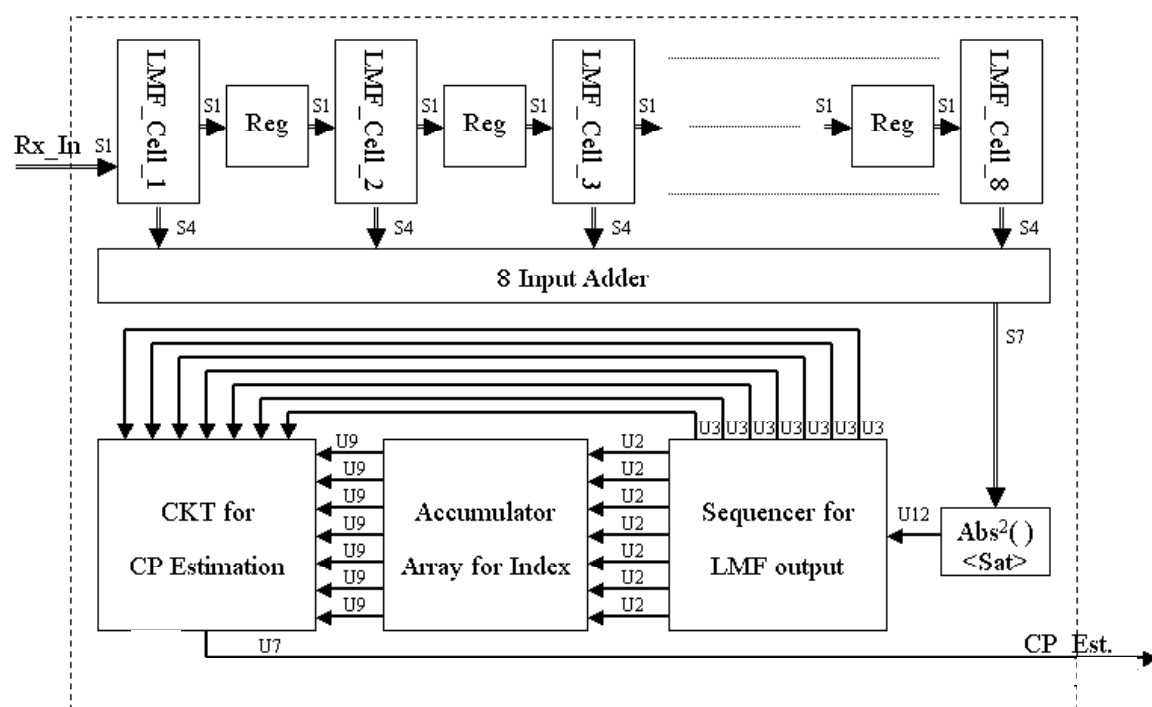 LMF_Cell_1
LMF_Cell_2
LMF_Cell_3
LMF_Cell_8
S1 S1 S1 S1 S1 S1 S1
Reg Reg Reg
Rx_In S1
S4 S4 S4 S4
8 Input Adder
S7
U3 U3 U3 U3 U3 U3
U9 U2
U9 U2
U9 U2
U9 U2
U9 U2
U9 U2
U9 U2
CKT for
CP Estimation
Accumulator
Array for Index
Sequencer for
LMF output
U12
Abs²( )
<Sat>
U7
CP Est.